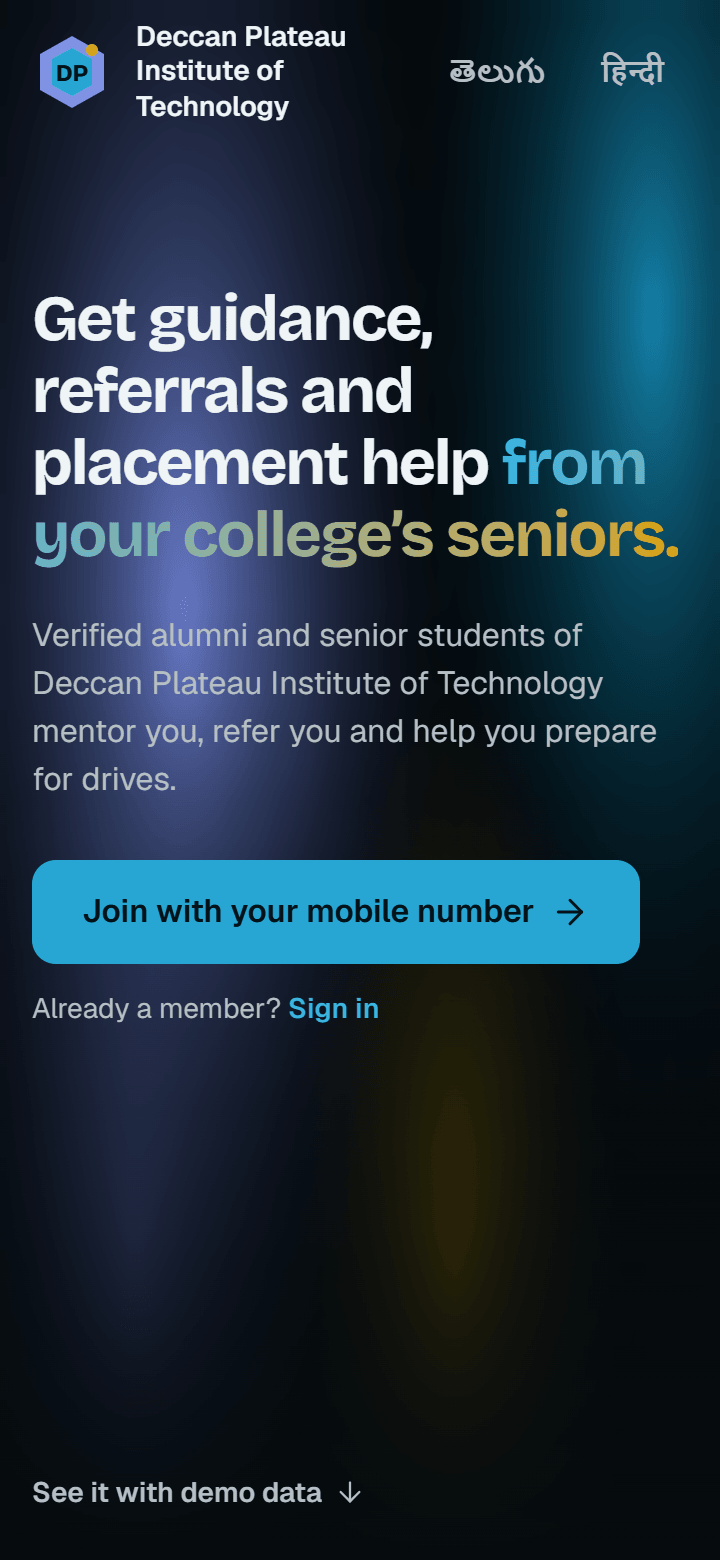 DP
Deccan Plateau
Institute of
Technology
తెలుగు
हिन्दी
Get guidance,
referrals and
placement help from
your college’s seniors.
Verified alumni and senior students of
Deccan Plateau Institute of Technology
mentor you, refer you and help you prepare
for drives.
Join with your mobile number →
Already a member? Sign in
See it with demo data ↓